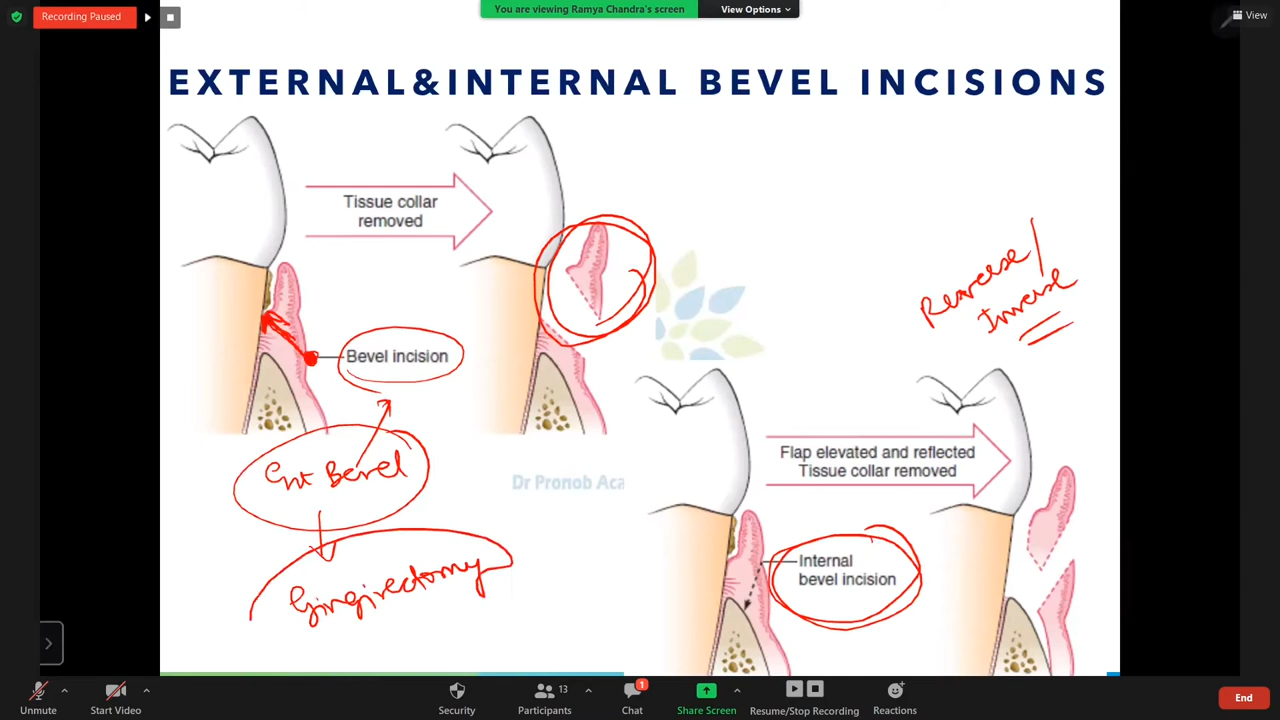 Recording Paused
You are viewing Ramya Chandra's screen
View Options
View
EXTERNAL&INTERNAL BEVEL INCISIONS
Tissue collar
removed
Reverse/
Inverse
Bevel incision
Ext Bevel
Gingivectomy
Dr Pronob Aca
Flap elevated and reflected
Tissue collar removed
Internal
bevel incision
Unmute
Start Video
Security
13
Participants
1
Chat
Share Screen
Resume/Stop Recording
Reactions
End